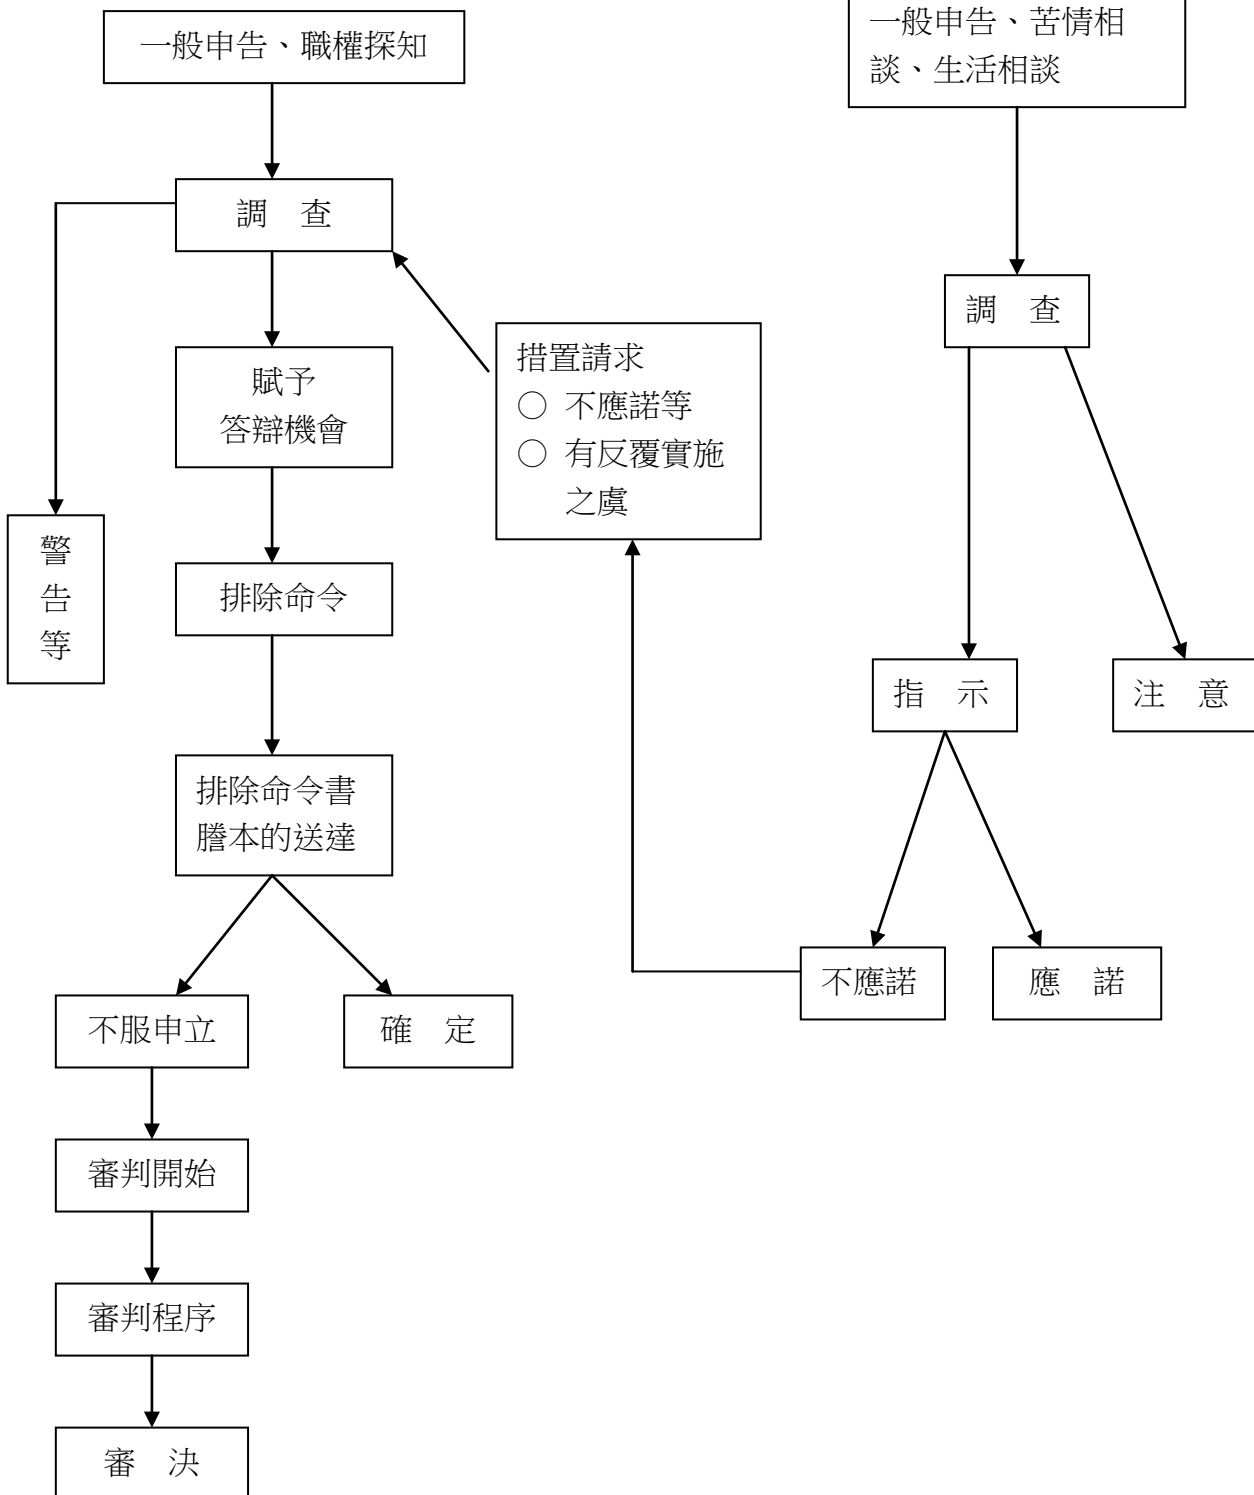 一般申告、職權探知
調　查
賦予
答辯機會
警
告
等
排除命令
排除命令書
謄本的送達
不服申立
確　定
審判開始
審判程序
審　決
措置請求
○ 不應諾等
○ 有反覆實施
之虞
一般申告、苦情相
談、生活相談
調　查
指　示
注　意
不應諾
應　諾